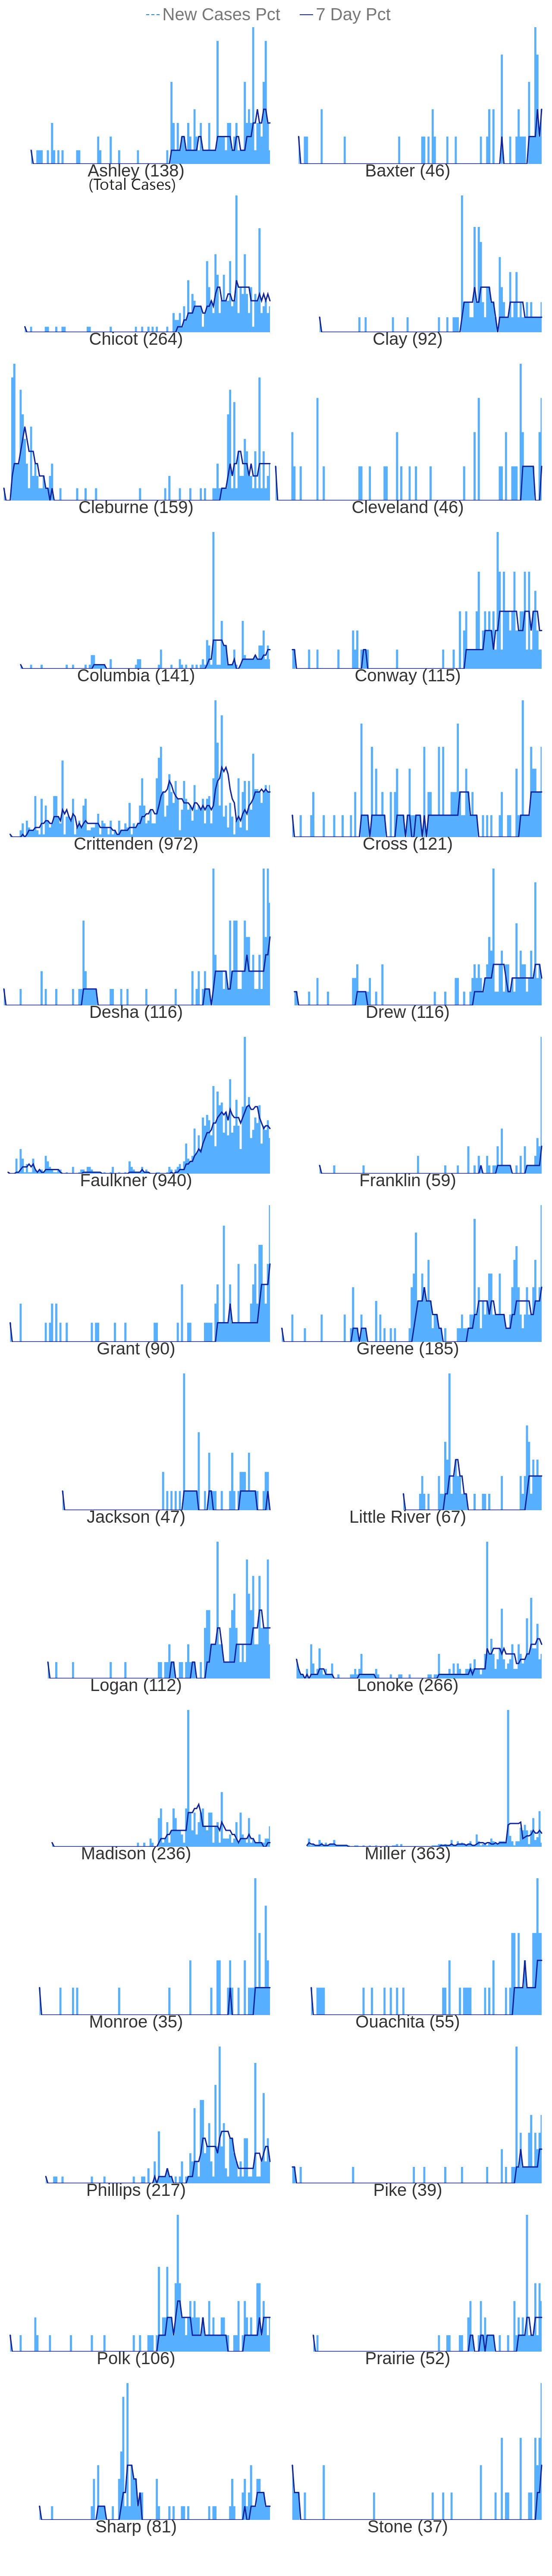 New Cases Pct 7 Day Pct
Ashley (138) Baxter (46)
(Total Cases)
Chicot (264) Clay (92)
Cleburne (159) Cleveland (46)
Columbia (141) Conway (115)
Crittenden (972) Cross (121)
Desha (116) Drew (116)
Faulkner (940) Franklin (59)
Grant (90) Greene (185)
Jackson (47) Little River (67)
Logan (112) Lonoke (266)
Madison (236) Miller (363)
Monroe (35) Ouachita (55)
Phillips (217) Pike (39)
Polk (106) Prairie (52)
Sharp (81) Stone (37)